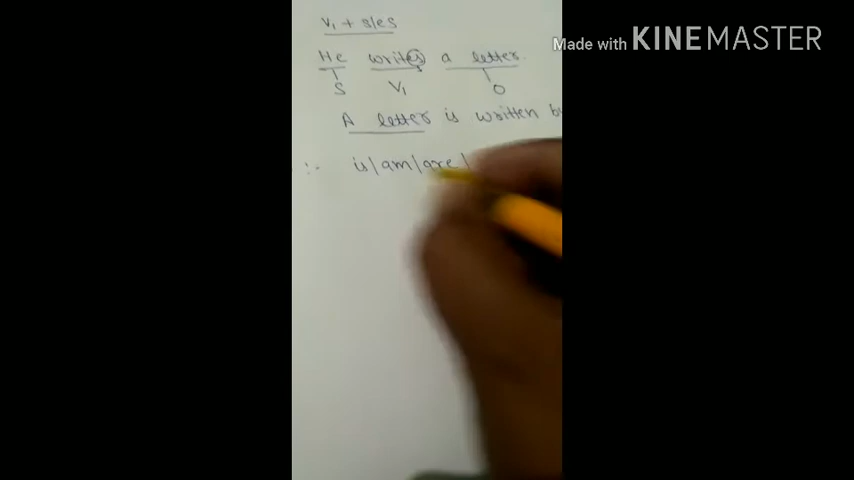 V₁ + s/es
Made with KINEMASTER
He writes a letter.
S V₁ O
A letter is written
:- is/am/are/